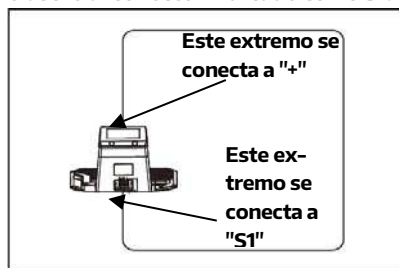 Este extremo se
conecta a "+"
Este ex-
tremo se
conecta a
"S1"